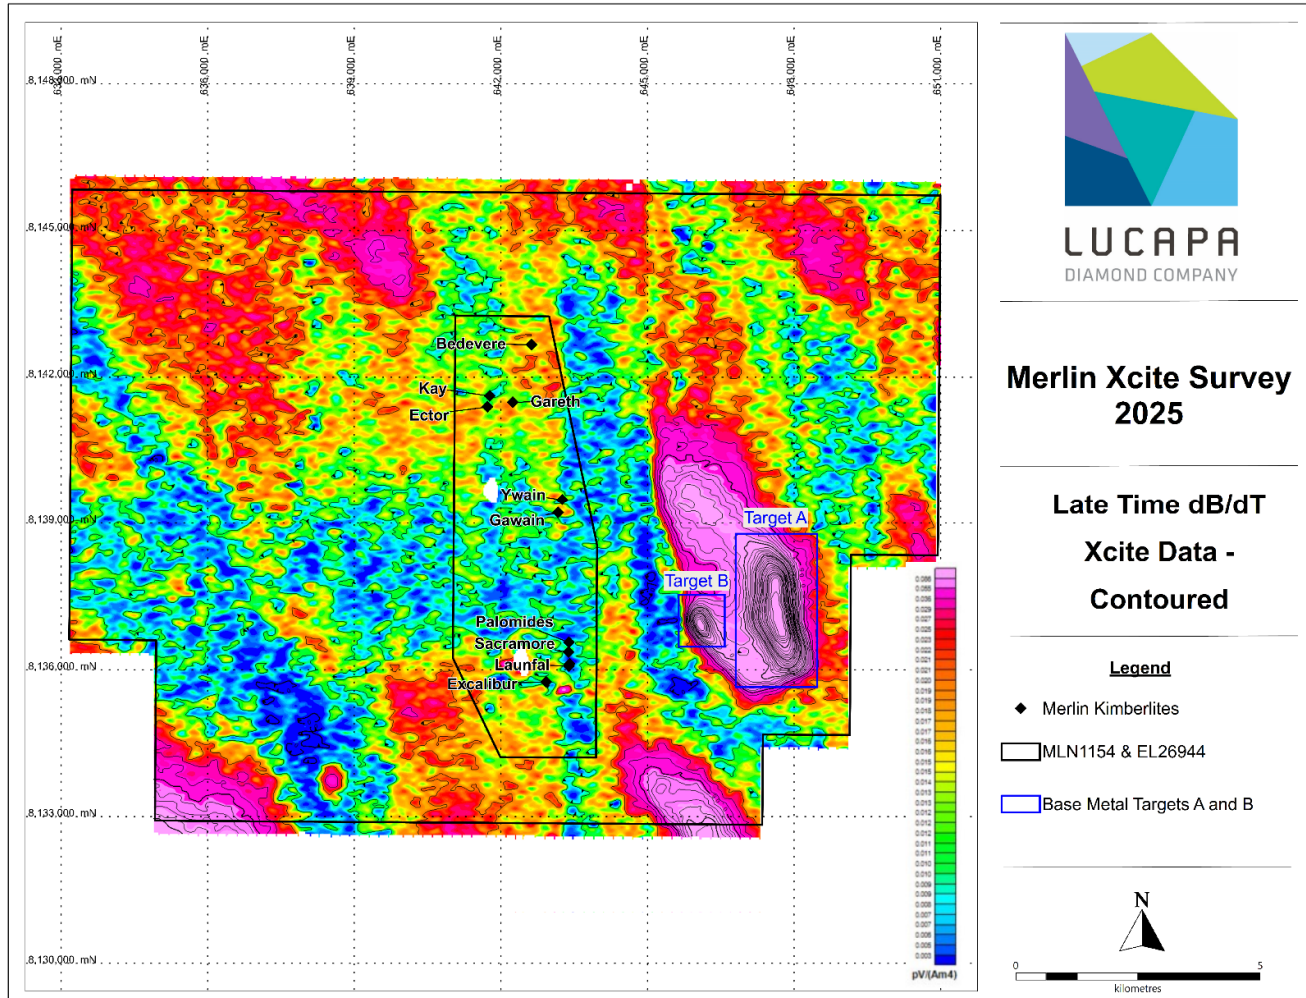 633,000. mE
636,000. mE
639,000. mE
642,000. mE
645,000. mE
648,000. mE
651,000. mE
8,148,000. mN
8,145,000. mN
8,142,000. mN
8,139,000. mN
8,136,000. mN
8,133,000. mN
8,130,000. mN
Bedevere
Kay
Gareth
Ector
Ywain
Gawain
Target A
Target B
Palomides
Sacramore
Launfal
Excalibur
pV/(Am4)
LUCAPA
DIAMOND COMPANY
Merlin Xcite Survey
2025
Late Time dB/dT
Xcite Data -
Contoured
Legend
Merlin Kimberlites
MLN1154 & EL26944
Base Metal Targets A and B
N
0 5
kilometres